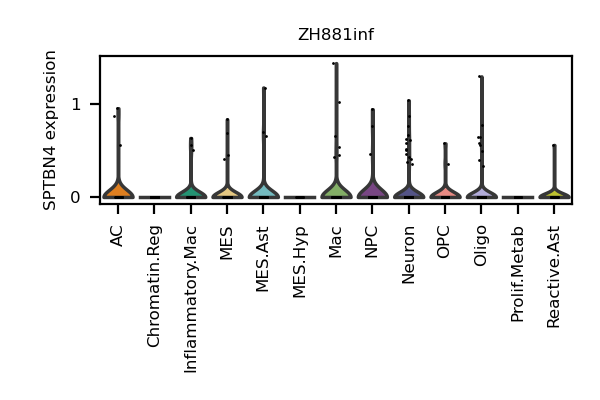 ZH881inf
SPTBN4 expression
1
0
AC
Chromatin.Reg
Inflammatory.Mac
MES
MES.Ast
MES.Hyp
Mac
NPC
Neuron
OPC
Oligo
Prolif.Metab
Reactive.Ast